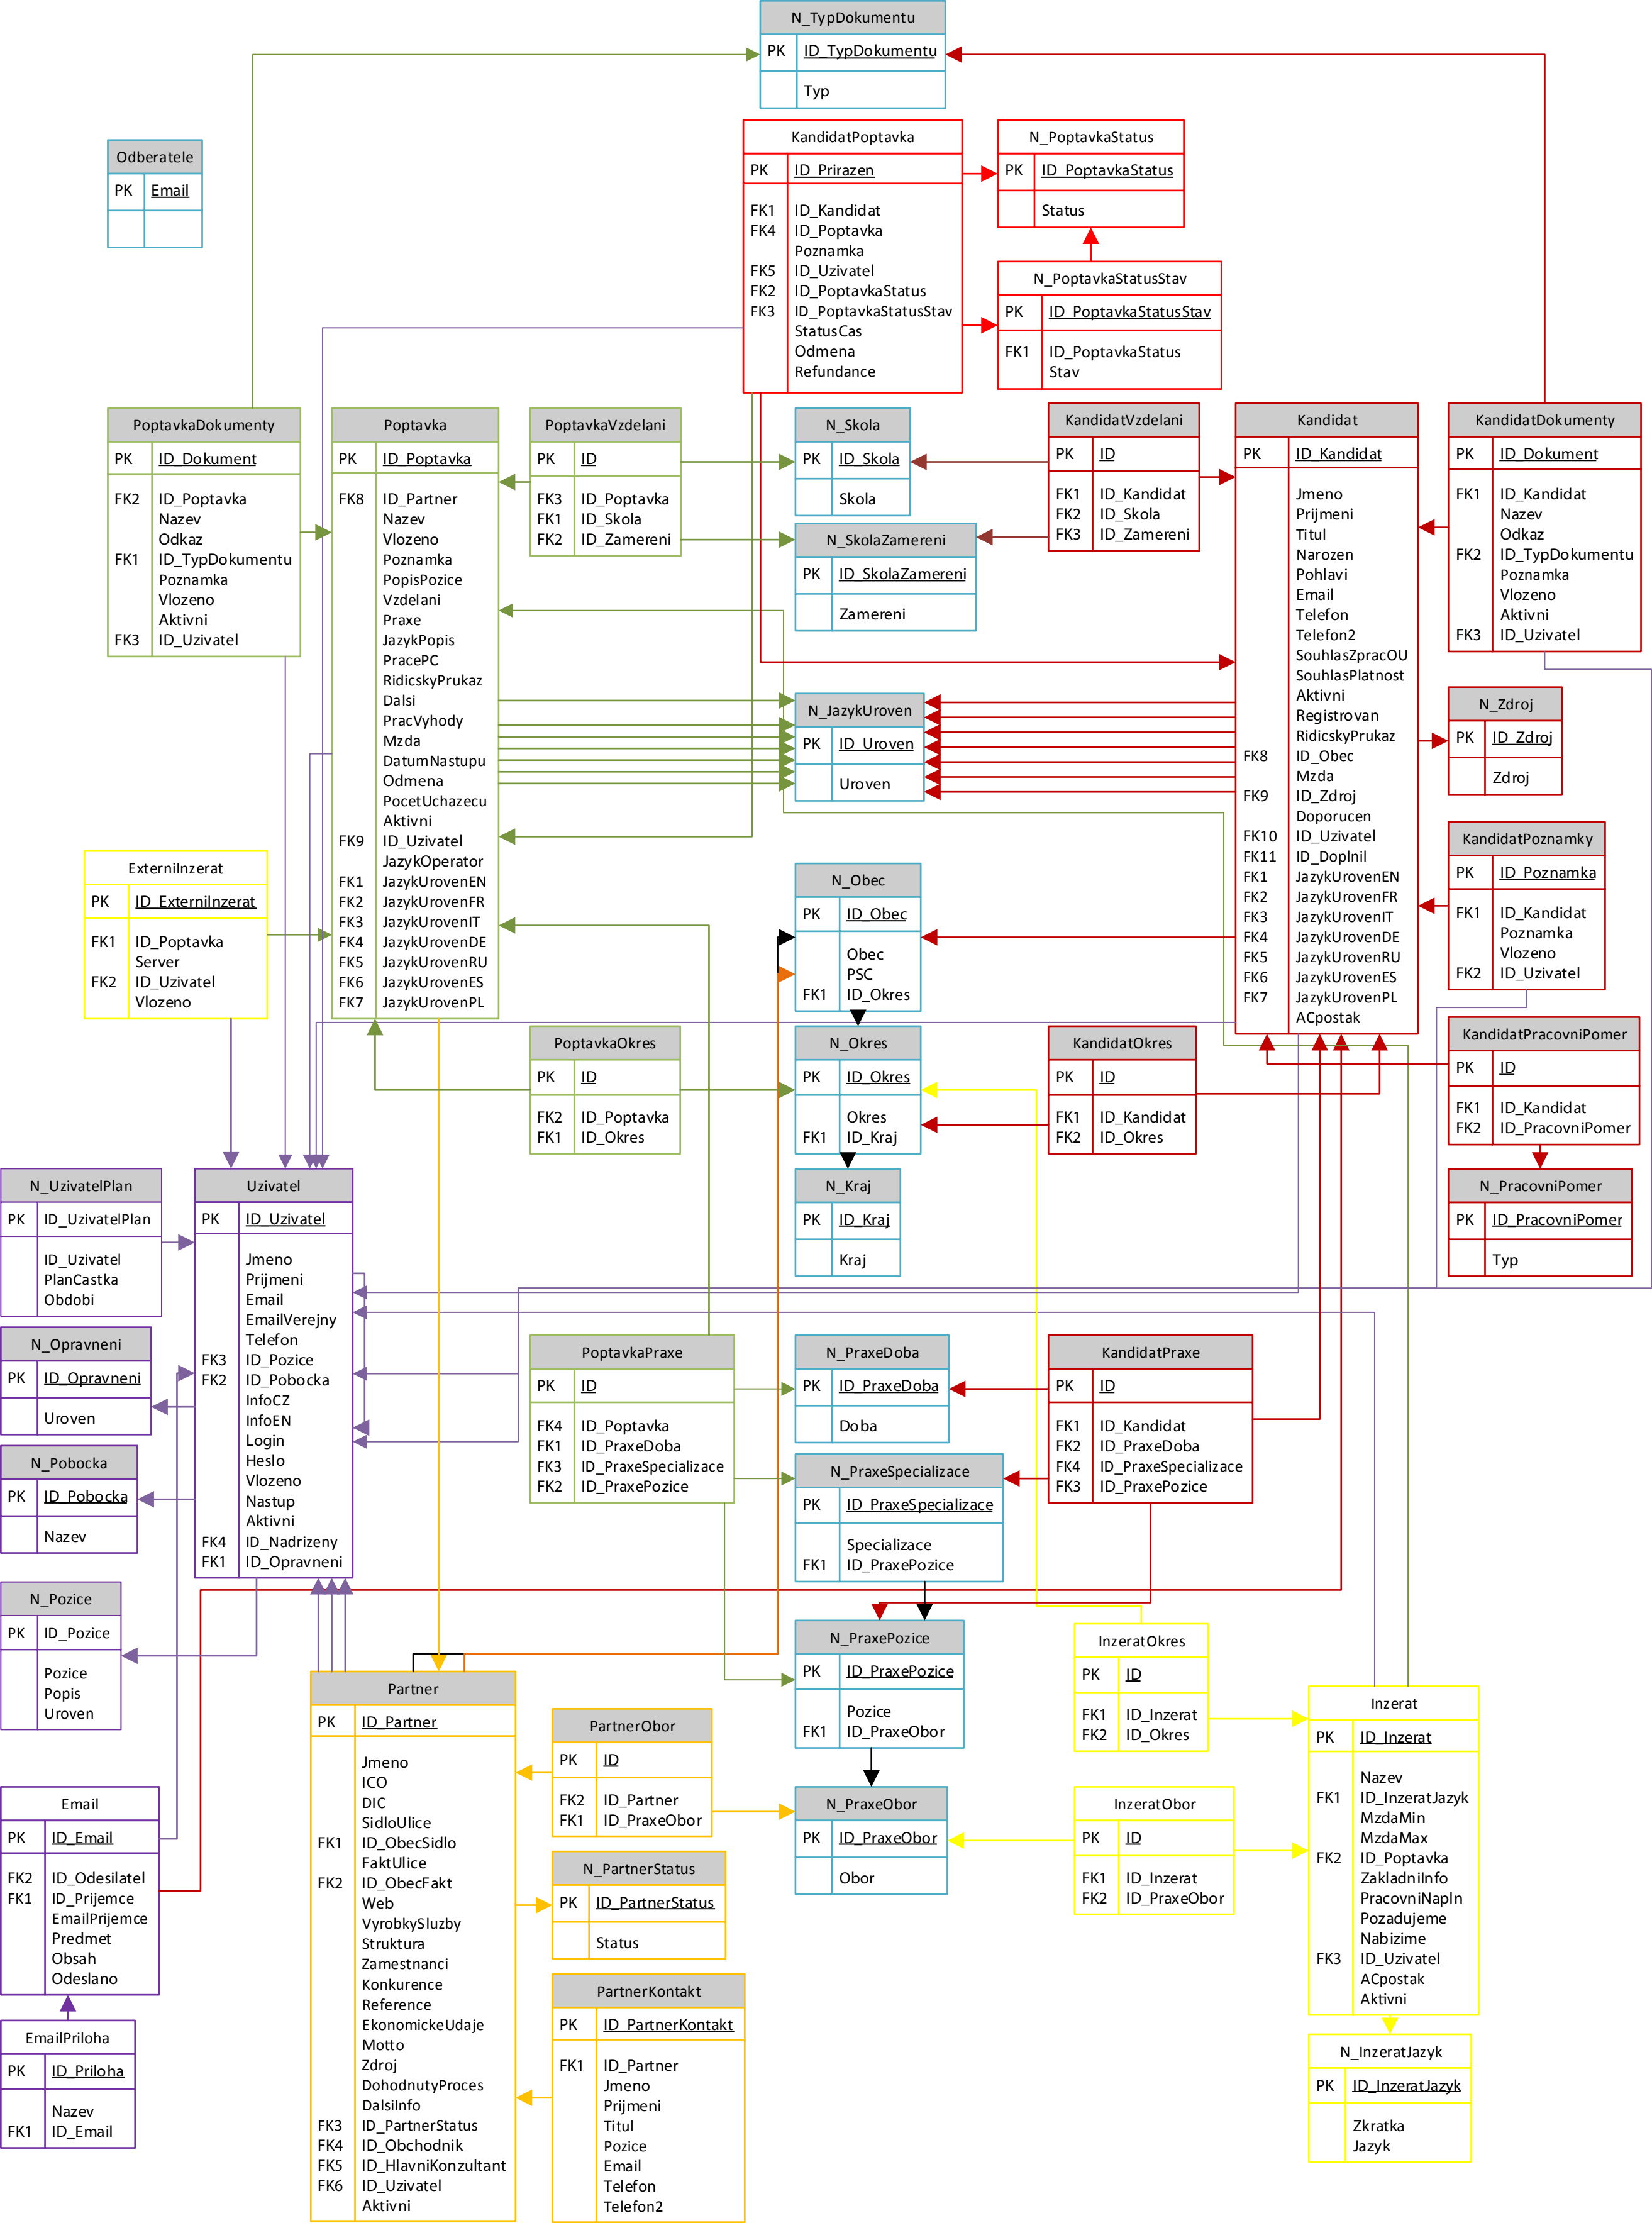 N_TypDokumentu
PK ID_TypDokumentu
Typ
Odberatele
PK Email
KandidatPoptavka
PK ID_Prirazen
FK1 ID_Kandidat
FK4 ID_Poptavka
Poznamka
FK5 ID_Uzivatel
FK2 ID_PoptavkaStatus
FK3 ID_PoptavkaStatusStav
StatusCas
Odmena
Refundance
N_PoptavkaStatus
PK ID_PoptavkaStatus
Status
N_PoptavkaStatusStav
PK ID_PoptavkaStatusStav
FK1 ID_PoptavkaStatus
Stav
PoptavkaDokumenty
PK ID_Dokument
FK2 ID_Poptavka
Nazev
Odkaz
FK1 ID_TypDokumentu
Poznamka
Vlozeno
Aktivni
FK3 ID_Uzivatel
Poptavka
PK ID_Poptavka
FK8 ID_Partner
Nazev
Vlozeno
Poznamka
PopisPozice
Vzdelani
Praxe
JazykPopis
PracePC
RidicskyPrukaz
Dalsi
PracVyhody
Mzda
DatumNastupu
Odmena
PocetUchazecu
Aktivni
FK9 ID_Uzivatel
JazykOperator
FK1 JazykUrovenEN
FK2 JazykUrovenFR
FK3 JazykUrovenIT
FK4 JazykUrovenDE
FK5 JazykUrovenRU
FK6 JazykUrovenES
FK7 JazykUrovenPL
PoptavkaVzdelani
PK ID
FK3 ID_Poptavka
FK1 ID_Skola
FK2 ID_Zamereni
N_Skola
PK ID_Skola
Skola
N_SkolaZamereni
PK ID_SkolaZamereni
Zamereni
KandidatVzdelani
PK ID
FK1 ID_Kandidat
FK2 ID_Skola
FK3 ID_Zamereni
Kandidat
PK ID_Kandidat
Jmeno
Prijmeni
Titul
Narozen
Pohlavi
Email
Telefon
Telefon2
SouhlasZpracOU
SouhlasPlatnost
Aktivni
Registrovan
RidicskyPrukaz
FK8 ID_Obec
Mzda
FK9 ID_Zdroj
Doporucen
FK10 ID_Uzivatel
FK11 ID_Doplnil
FK1 JazykUrovenEN
FK2 JazykUrovenFR
FK3 JazykUrovenIT
FK4 JazykUrovenDE
FK5 JazykUrovenRU
FK6 JazykUrovenES
FK7 JazykUrovenPL
ACpostak
KandidatDokumenty
PK ID_Dokument
FK1 ID_Kandidat
Nazev
Odkaz
FK2 ID_TypDokumentu
Poznamka
Vlozeno
Aktivni
FK3 ID_Uzivatel
N_JazykUroven
PK ID_Uroven
Uroven
N_Zdroj
PK ID_Zdroj
Zdroj
KandidatPoznamky
PK ID_Poznamka
FK1 ID_Kandidat
Poznamka
Vlozeno
FK2 ID_Uzivatel
ExterniInzerat
PK ID_ExterniInzerat
FK1 ID_Poptavka
Server
FK2 ID_Uzivatel
Vlozeno
N_Obec
PK ID_Obec
Obec
PSC
FK1 ID_Okres
PoptavkaOkres
PK ID
FK2 ID_Poptavka
FK1 ID_Okres
N_Okres
PK ID_Okres
Okres
FK1 ID_Kraj
KandidatOkres
PK ID
FK1 ID_Kandidat
FK2 ID_Okres
KandidatPracovniPomer
PK ID
FK1 ID_Kandidat
FK2 ID_PracovniPomer
N_Kraj
PK ID_Kraj
Kraj
N_PracovniPomer
PK ID_PracovniPomer
Typ
N_UzivatelPlan
PK ID_UzivatelPlan
ID_Uzivatel
PlanCastka
Obdobi
Uzivatel
PK ID_Uzivatel
Jmeno
Prijmeni
Email
EmailVerejny
Telefon
FK3 ID_Pozice
FK2 ID_Pobocka
InfoCZ
InfoEN
Login
Heslo
Vlozeno
Nastup
Aktivni
FK4 ID_Nadrizeny
FK1 ID_Opravneni
N_Opravneni
PK ID_Opravneni
Uroven
N_Pobocka
PK ID_Pobocka
Nazev
N_Pozice
PK ID_Pozice
Pozice
Popis
Uroven
PoptavkaPraxe
PK ID
FK4 ID_Poptavka
FK1 ID_PraxeDoba
FK3 ID_PraxeSpecializace
FK2 ID_PraxePozice
N_PraxeDoba
PK ID_PraxeDoba
Doba
KandidatPraxe
PK ID
FK1 ID_Kandidat
FK2 ID_PraxeDoba
FK4 ID_PraxeSpecializace
FK3 ID_PraxePozice
N_PraxeSpecializace
PK ID_PraxeSpecializace
Specializace
FK1 ID_PraxePozice
N_PraxePozice
PK ID_PraxePozice
Pozice
FK1 ID_PraxeObor
InzeratOkres
PK ID
FK1 ID_Inzerat
FK2 ID_Okres
Inzerat
PK ID_Inzerat
Nazev
FK1 ID_InzeratJazyk
MzdaMin
MzdaMax
FK2 ID_Poptavka
ZakladniInfo
PracovniNapln
Pozadujeme
Nabizime
FK3 ID_Uzivatel
ACpostak
Aktivni
Partner
PK ID_Partner
Jmeno
ICO
DIC
SidloUlice
FK1 ID_ObecSidlo
FaktUlice
FK2 ID_ObecFakt
Web
VyrobkySluzby
Struktura
Zamestnanci
Konkurence
Reference
EkonomickeUdaje
Motto
Zdroj
DohodnutyProces
DalsiInfo
FK3 ID_PartnerStatus
FK4 ID_Obchodnik
FK5 ID_HlavniKonzultant
FK6 ID_Uzivatel
Aktivni
PartnerObor
PK ID
FK2 ID_Partner
FK1 ID_PraxeObor
N_PraxeObor
PK ID_PraxeObor
Obor
InzeratObor
PK ID
FK1 ID_Inzerat
FK2 ID_PraxeObor
Email
PK ID_Email
FK2 ID_Odesilatel
FK1 ID_Prijemce
EmailPrijemce
Predmet
Obsah
Odeslano
N_PartnerStatus
PK ID_PartnerStatus
Status
PartnerKontakt
PK ID_PartnerKontakt
FK1 ID_Partner
Jmeno
Prijmeni
Titul
Pozice
Email
Telefon
Telefon2
EmailPriloha
PK ID_Priloha
Nazev
FK1 ID_Email
N_InzeratJazyk
PK ID_InzeratJazyk
Zkratka
Jazyk